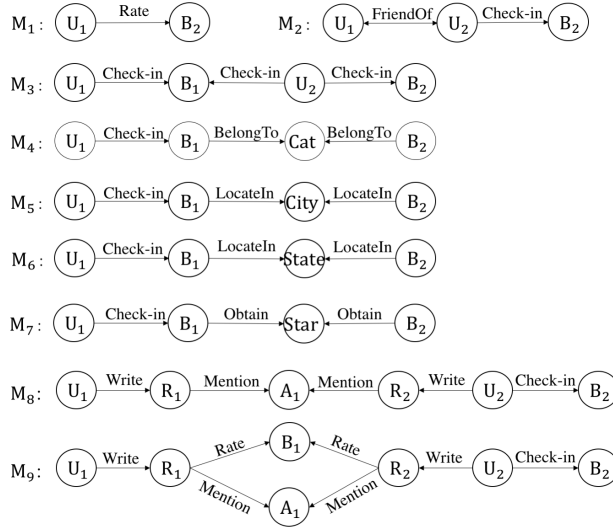 M₁: U₁ Rate B₂ M₂: U₁ FriendOf U₂ Check-in B₂
M₃: U₁ Check-in B₁ Check-in U₂ Check-in B₂
M₄: U₁ Check-in B₁ BelongTo Cat BelongTo B₂
M₅: U₁ Check-in B₁ LocateIn City LocateIn B₂
M₆: U₁ Check-in B₁ LocateIn State LocateIn B₂
M₇: U₁ Check-in B₁ Obtain Star Obtain B₂
M₈: U₁ Write R₁ Mention A₁ Mention R₂ Write U₂ Check-in B₂
M₉: U₁ Write R₁ Rate B₁ Rate R₂ Write U₂ Check-in B₂
Mention A₁ Mention